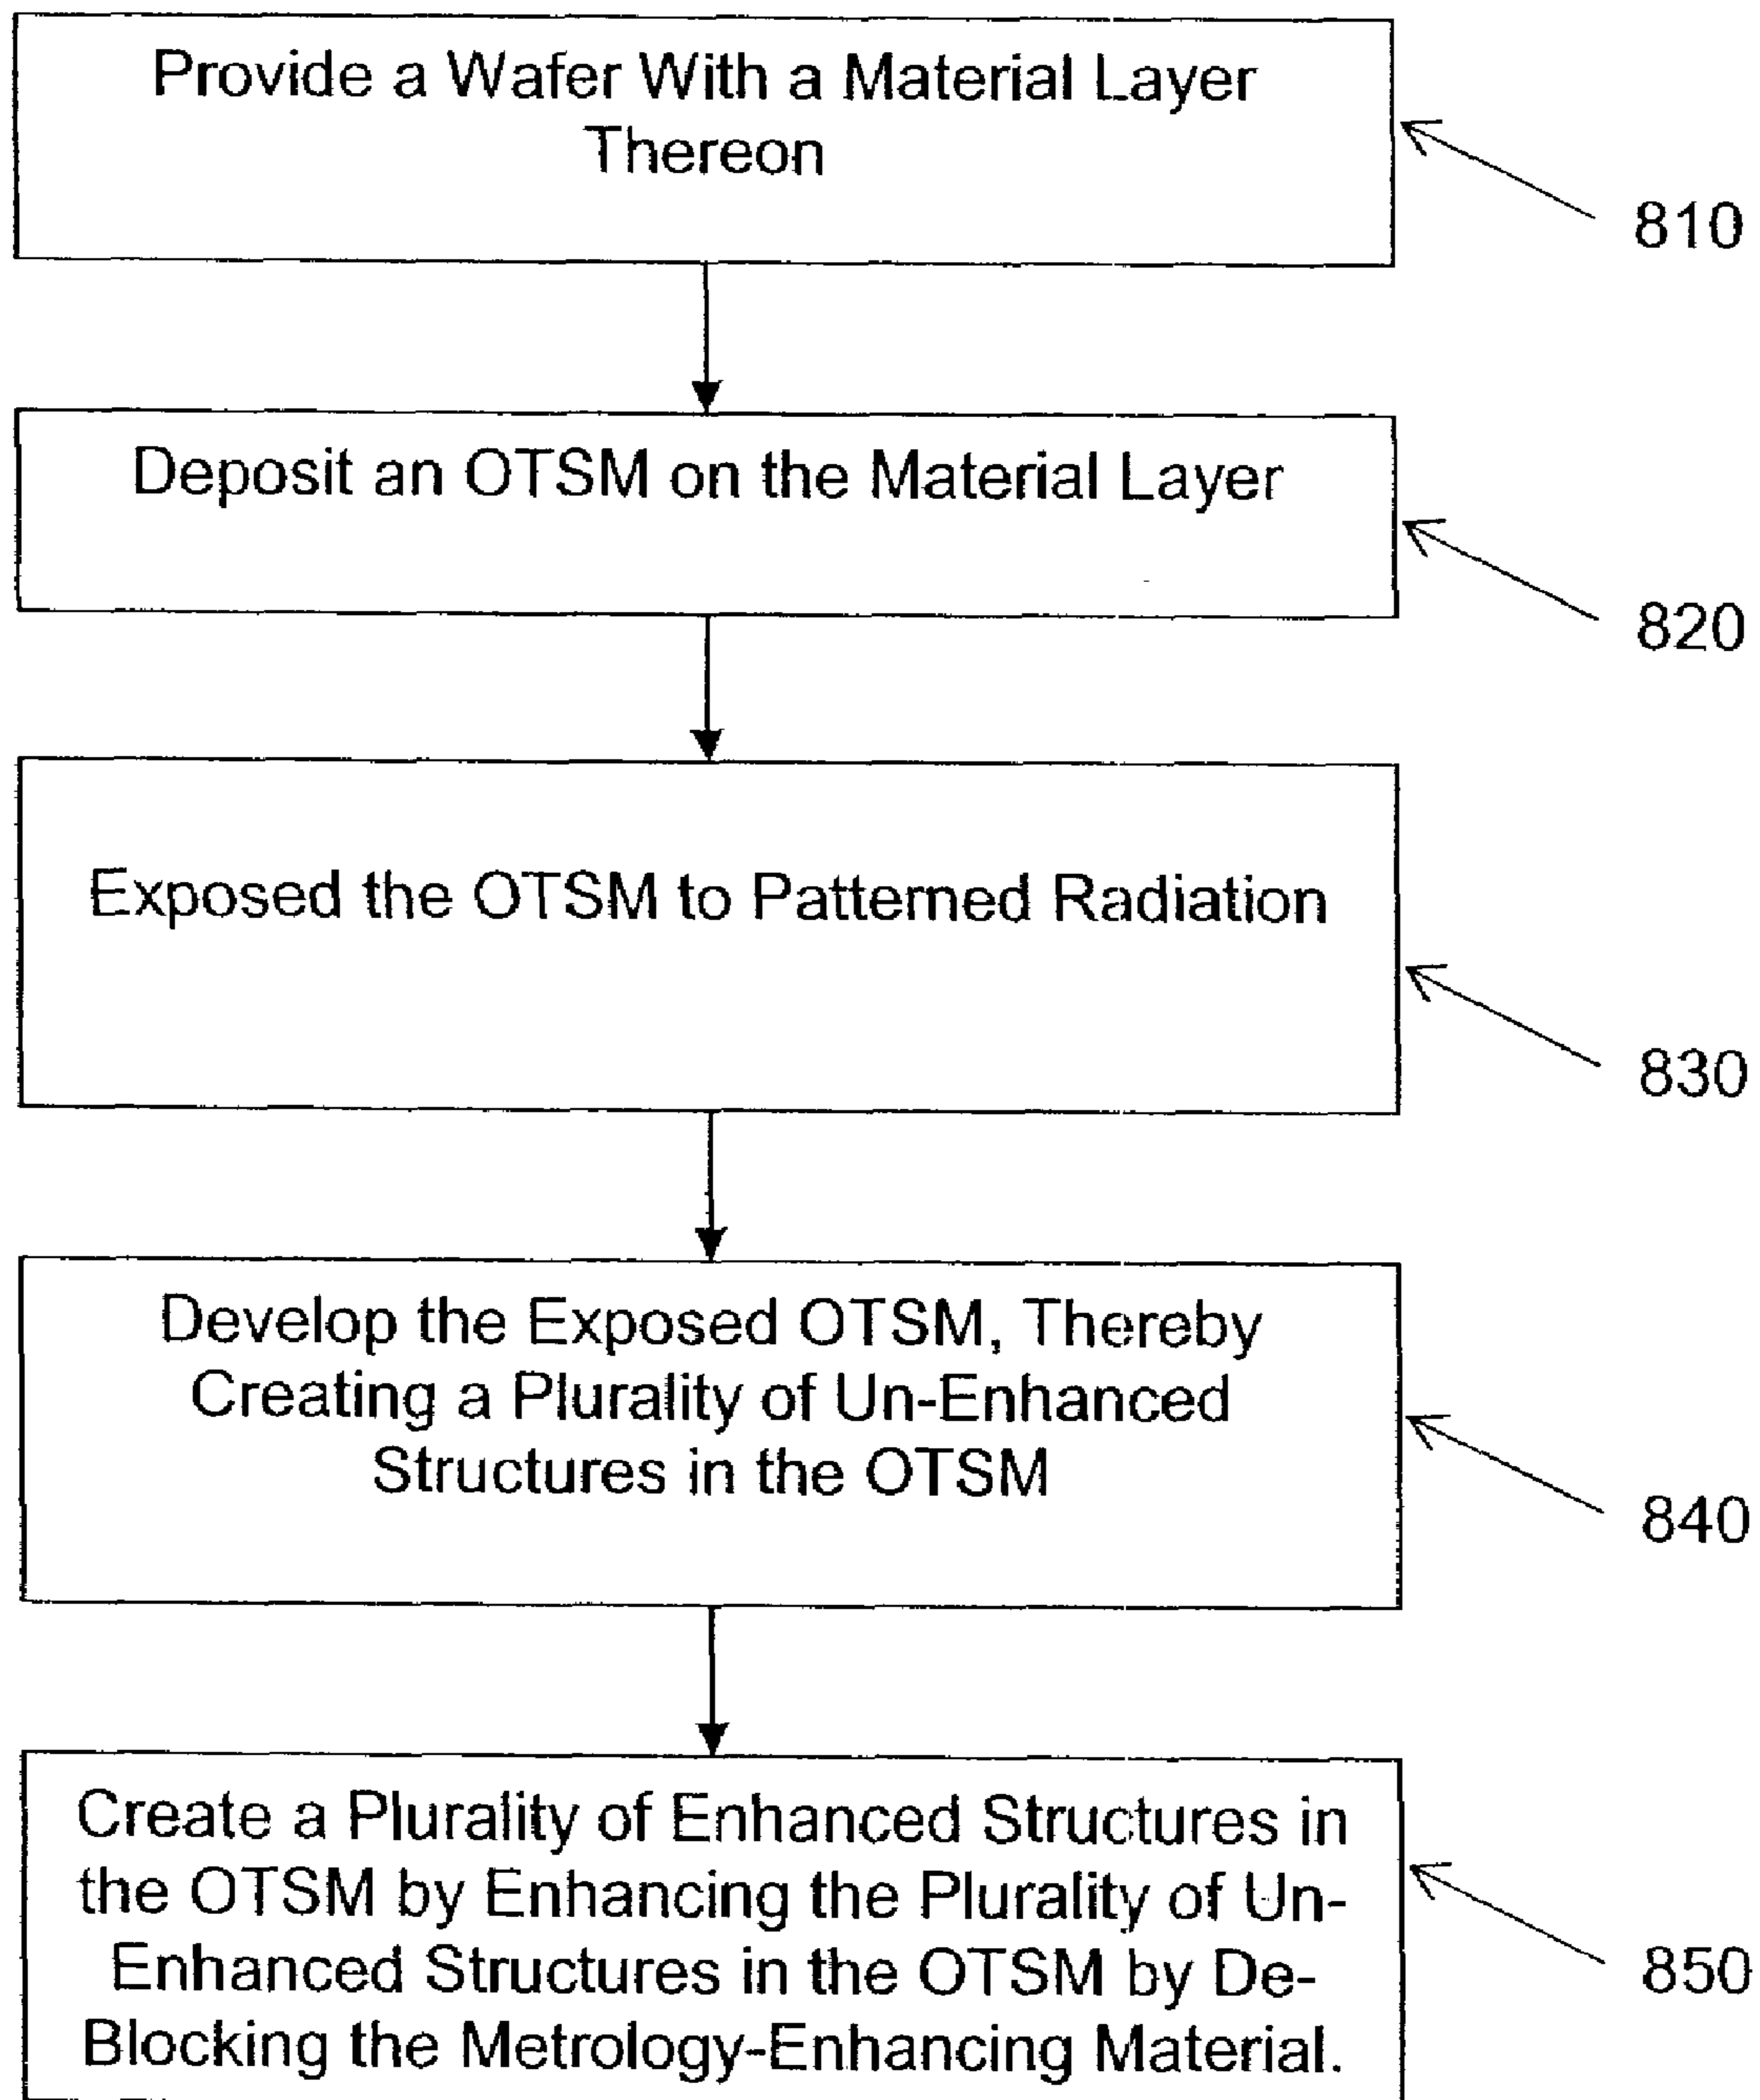 Provide a Wafer With a Material Layer
Thereon
810
Deposit an OTSM on the Material Layer
820
Exposed the OTSM to Patterned Radiation
830
Develop the Exposed OTSM, Thereby
Creating a Plurality of Un-Enhanced
Structures in the OTSM
840
Create a Plurality of Enhanced Structures in
the OTSM by Enhancing the Plurality of Un-
Enhanced Structures in the OTSM by De-
Blocking the Metrology-Enhancing Material.
850